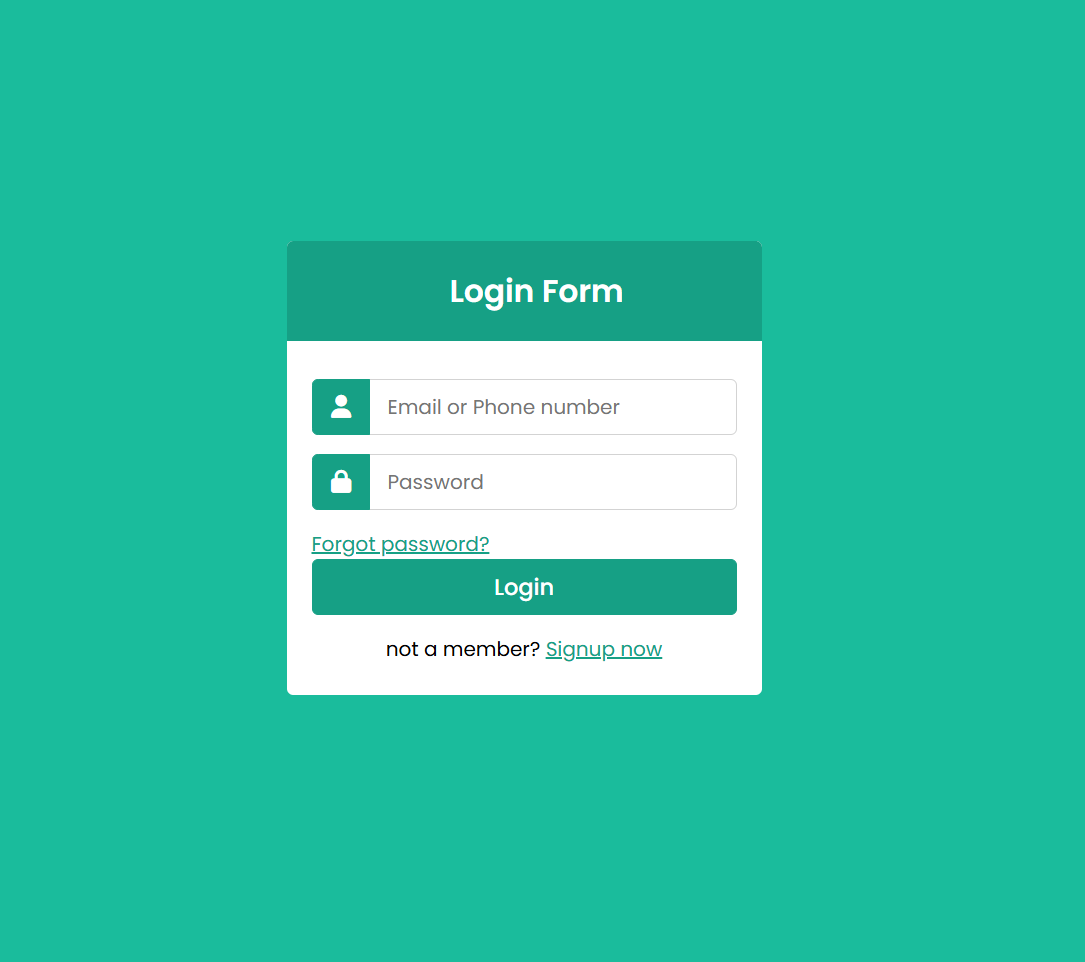 Login Form
Email or Phone number
Password
Forgot password?
Login
not a member? Signup now